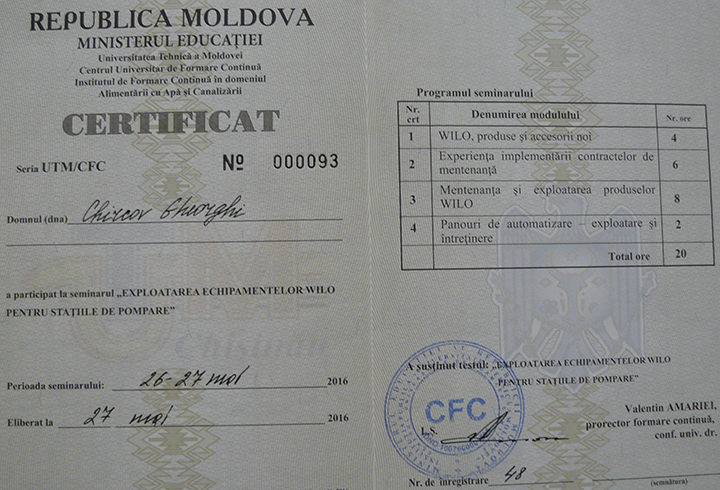 REPUBLICA MOLDOVA
MINISTERUL EDUCAȚIEI
Universitatea Tehnică a Moldovei
Centrul Universitar de Formare Continuă
Institutul de Formare Continuă în domeniul
Alimentării cu Apă și Canalizării
CERTIFICAT
Seria UTM/CFC № 000093
Domnul (dna) Chircov Gheorghi
a participat la seminarul „EXPLOATAREA ECHIPAMENTELOR WILO
PENTRU STAȚIILE DE POMPARE”
Perioada seminarului: 26-27 mai 2016
Eliberat la 27 mai 2016
Programul seminarului
Nr. crt Denumirea modulului Nr. ore
1 WILO, produse și accesorii noi 4
2 Experiența implementării contractelor de
mentenanță 6
3 Mentenanța și exploatarea produselor
WILO 8
4 Panouri de automatizare – exploatare și
întreținere 2
Total ore 20
A susținut testul: „EXPLOATAREA ECHIPAMENTELOR WILO
PENTRU STAȚIILE DE POMPARE”
CFC
L.Ș.
Valentin AMARIEI,
prorector formare continuă,
conf. univ. dr.
Nr. de înregistrare 48
(semnătura)